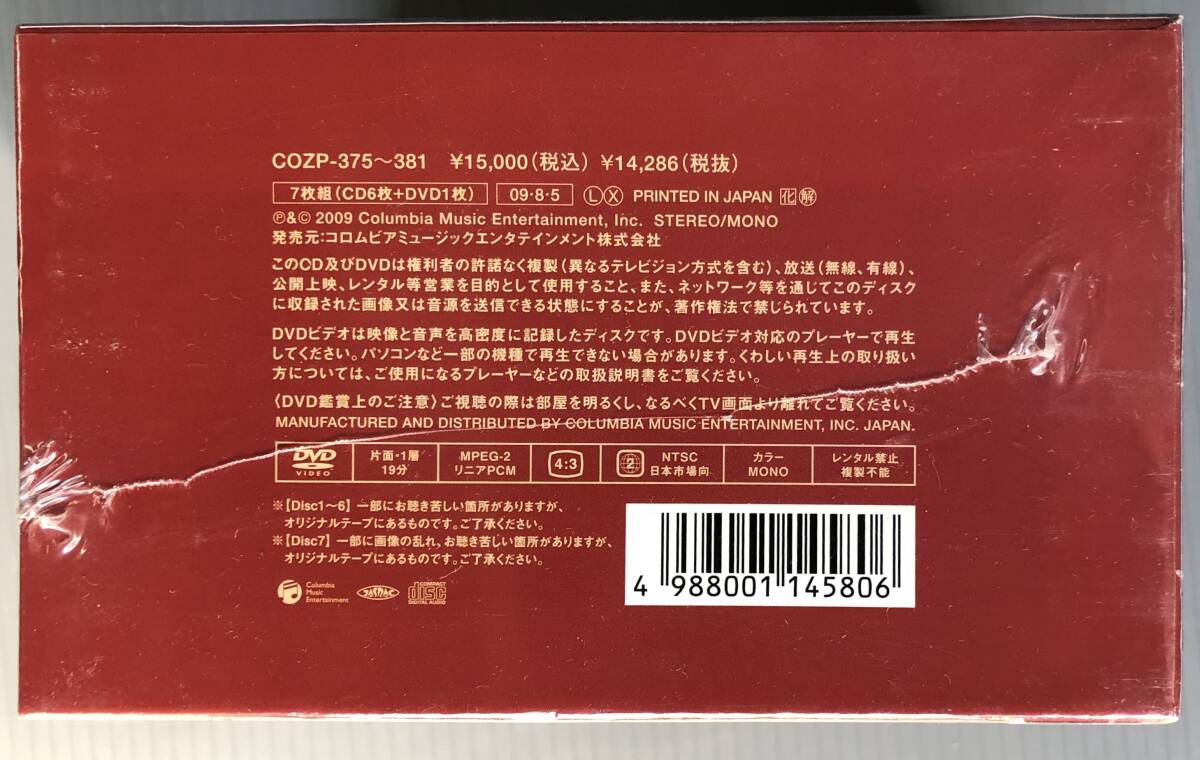 COZP-375〜381 ¥15,000(税込) ¥14,286(税抜)
7枚組(CD6枚+DVD1枚) 09・8・5 Ⓛ Ⓧ PRINTED IN JAPAN 化 解
℗&© 2009 Columbia Music Entertainment, Inc. STEREO/MONO
発売元:コロムビアミュージックエンタテインメント株式会社
このCD及びDVDは権利者の許諾なく複製(異なるテレビジョン方式を含む)、放送(無線、有線)、
公開上映、レンタル等営業を目的として使用すること、また、ネットワーク等を通じてこのディスク
に収録された画像又は音源を送信できる状態にすることが、著作権法で禁じられています。
DVDビデオは映像と音声を高密度に記録したディスクです。DVDビデオ対応のプレーヤーで再生
してください。パソコンなど一部の機種で再生できない場合があります。くわしい再生上の取り扱い
方については、ご使用になるプレーヤーなどの取扱説明書をご覧ください。
〈DVD鑑賞上のご注意〉ご視聴の際は部屋を明るくし、なるべくTV画面より離れてご覧ください。
MANUFACTURED AND DISTRIBUTED BY COLUMBIA MUSIC ENTERTAINMENT, INC. JAPAN.
DVD VIDEO 片面・1層 19分 MPEG-2 リニアPCM 4:3 2 NTSC 日本市場向 カラー MONO レンタル禁止 複製不能
※【Disc1〜6】一部にお聴き苦しい箇所がありますが、
オリジナルテープにあるものです。ご了承ください。
※【Disc7】一部に画像の乱れ、お聴き苦しい箇所がありますが、
オリジナルテープにあるものです。ご了承ください。
Columbia Music Entertainment JASRAC COMPACT disc DIGITAL AUDIO
4 988001 145806